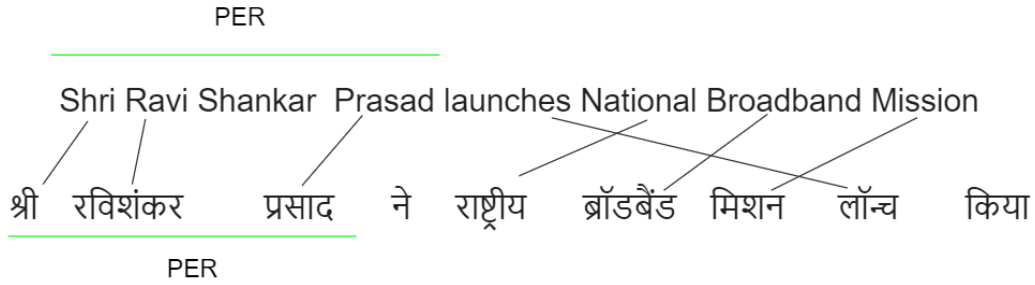 PER
Shri Ravi Shankar Prasad launches National Broadband Mission
श्री रविशंकर प्रसाद ने राष्ट्रीय ब्रॉडबैंड मिशन लॉन्च किया
PER